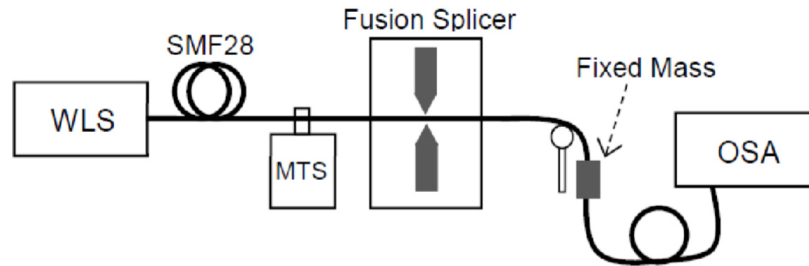 Fusion Splicer
SMF28
Fixed Mass
WLS
OSA
MTS